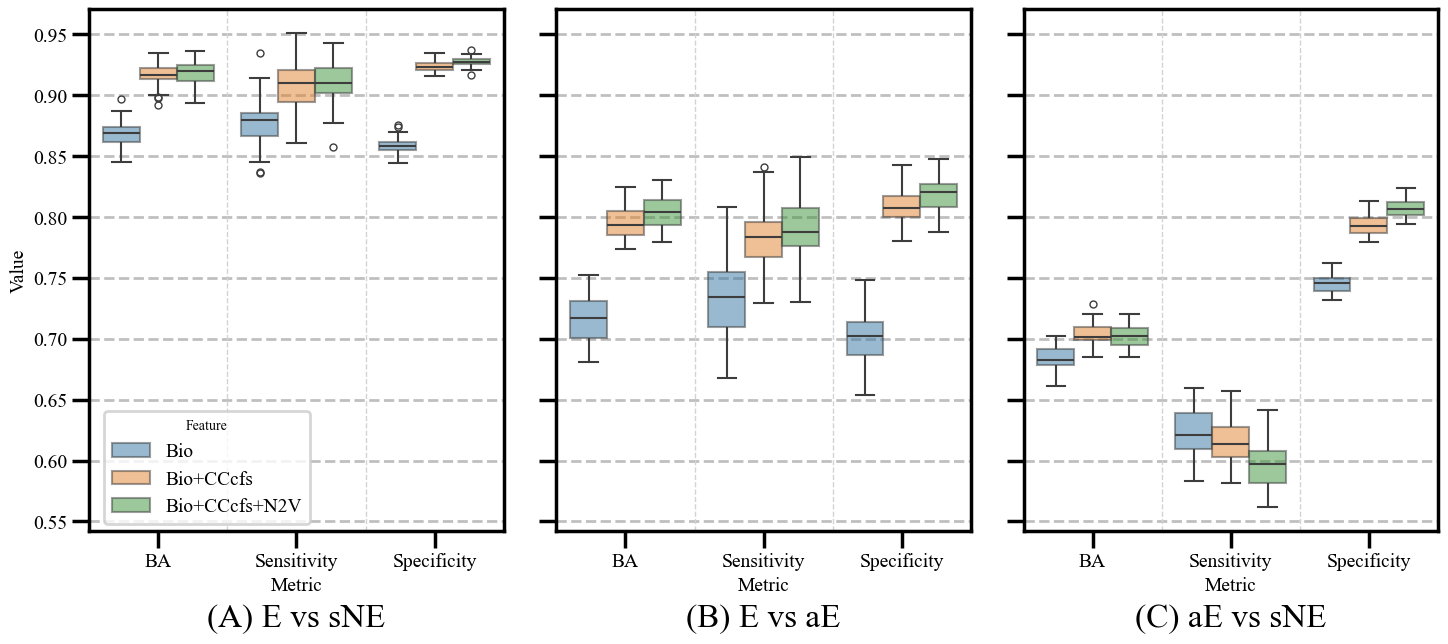 Value
0.95
0.90
0.85
0.80
0.75
0.70
0.65
0.60
0.55
Feature
Bio
Bio+CCcfs
Bio+CCcfs+N2V
BA Sensitivity Specificity
Metric
(A) E vs sNE
BA Sensitivity Specificity
Metric
(B) E vs aE
BA Sensitivity Specificity
Metric
(C) aE vs sNE